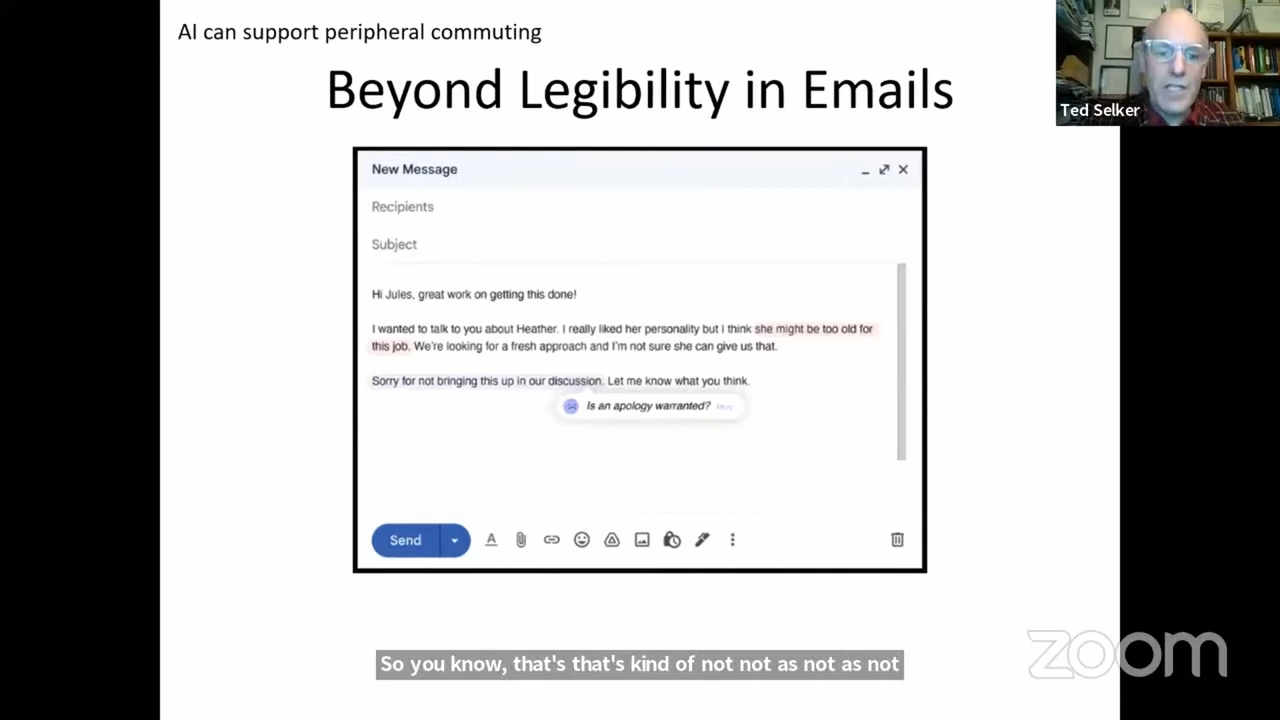 AI can support peripheral commuting
Beyond Legibility in Emails
Ted Selker
New Message
Recipients
Subject
Hi Jules, great work on getting this done!
I wanted to talk to you about Heather. I really liked her personality but I think she might be too old for
this job. We're looking for a fresh approach and I'm not sure she can give us that.
Sorry for not bringing this up in our discussion. Let me know what you think.
Is an apology warranted?
Send
So you know, that's that's kind of not not as not as not
zoom